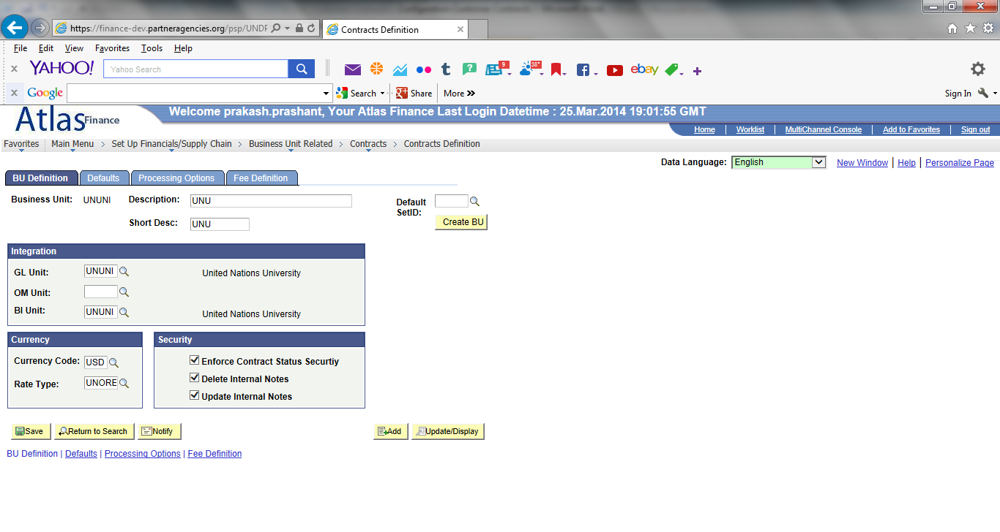 https://finance-dev.partneragencies.org/psp/UNDP
Contracts Definition
File Edit View Favorites Tools Help
YAHOO! Yahoo Search 9 38°
ebay
Google Search Share More »
Sign In
Atlas Finance
Welcome prakash.prashant, Your Atlas Finance Last Login Datetime : 25.Mar.2014 19:01:55 GMT
Home Worklist MultiChannel Console Add to Favorites Sign out
Favorites Main Menu > Set Up Financials/Supply Chain > Business Unit Related > Contracts > Contracts Definition
Data Language: English New Window | Help | Personalize Page
BU Definition Defaults Processing Options Fee Definition
Business Unit: UNUNI Description: UNU Default SetID:
Short Desc: UNU Create BU
Integration
GL Unit: UNUNI United Nations University
OM Unit:
BI Unit: UNUNI United Nations University
Currency Security
Currency Code: USD Enforce Contract Status Securtiy
Delete Internal Notes
Rate Type: UNORE
Update Internal Notes
Save Return to Search Notify Add Update/Display
BU Definition | Defaults | Processing Options | Fee Definition